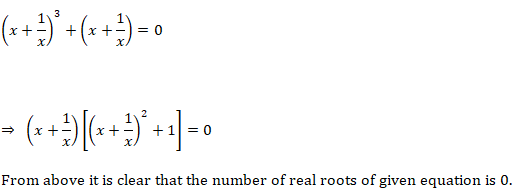 (x + 1/x)³ + (x + 1/x) = 0
⇒ (x + 1/x)[(x + 1/x)² + 1] = 0
From above it is clear that the number of real roots of given equation is 0.